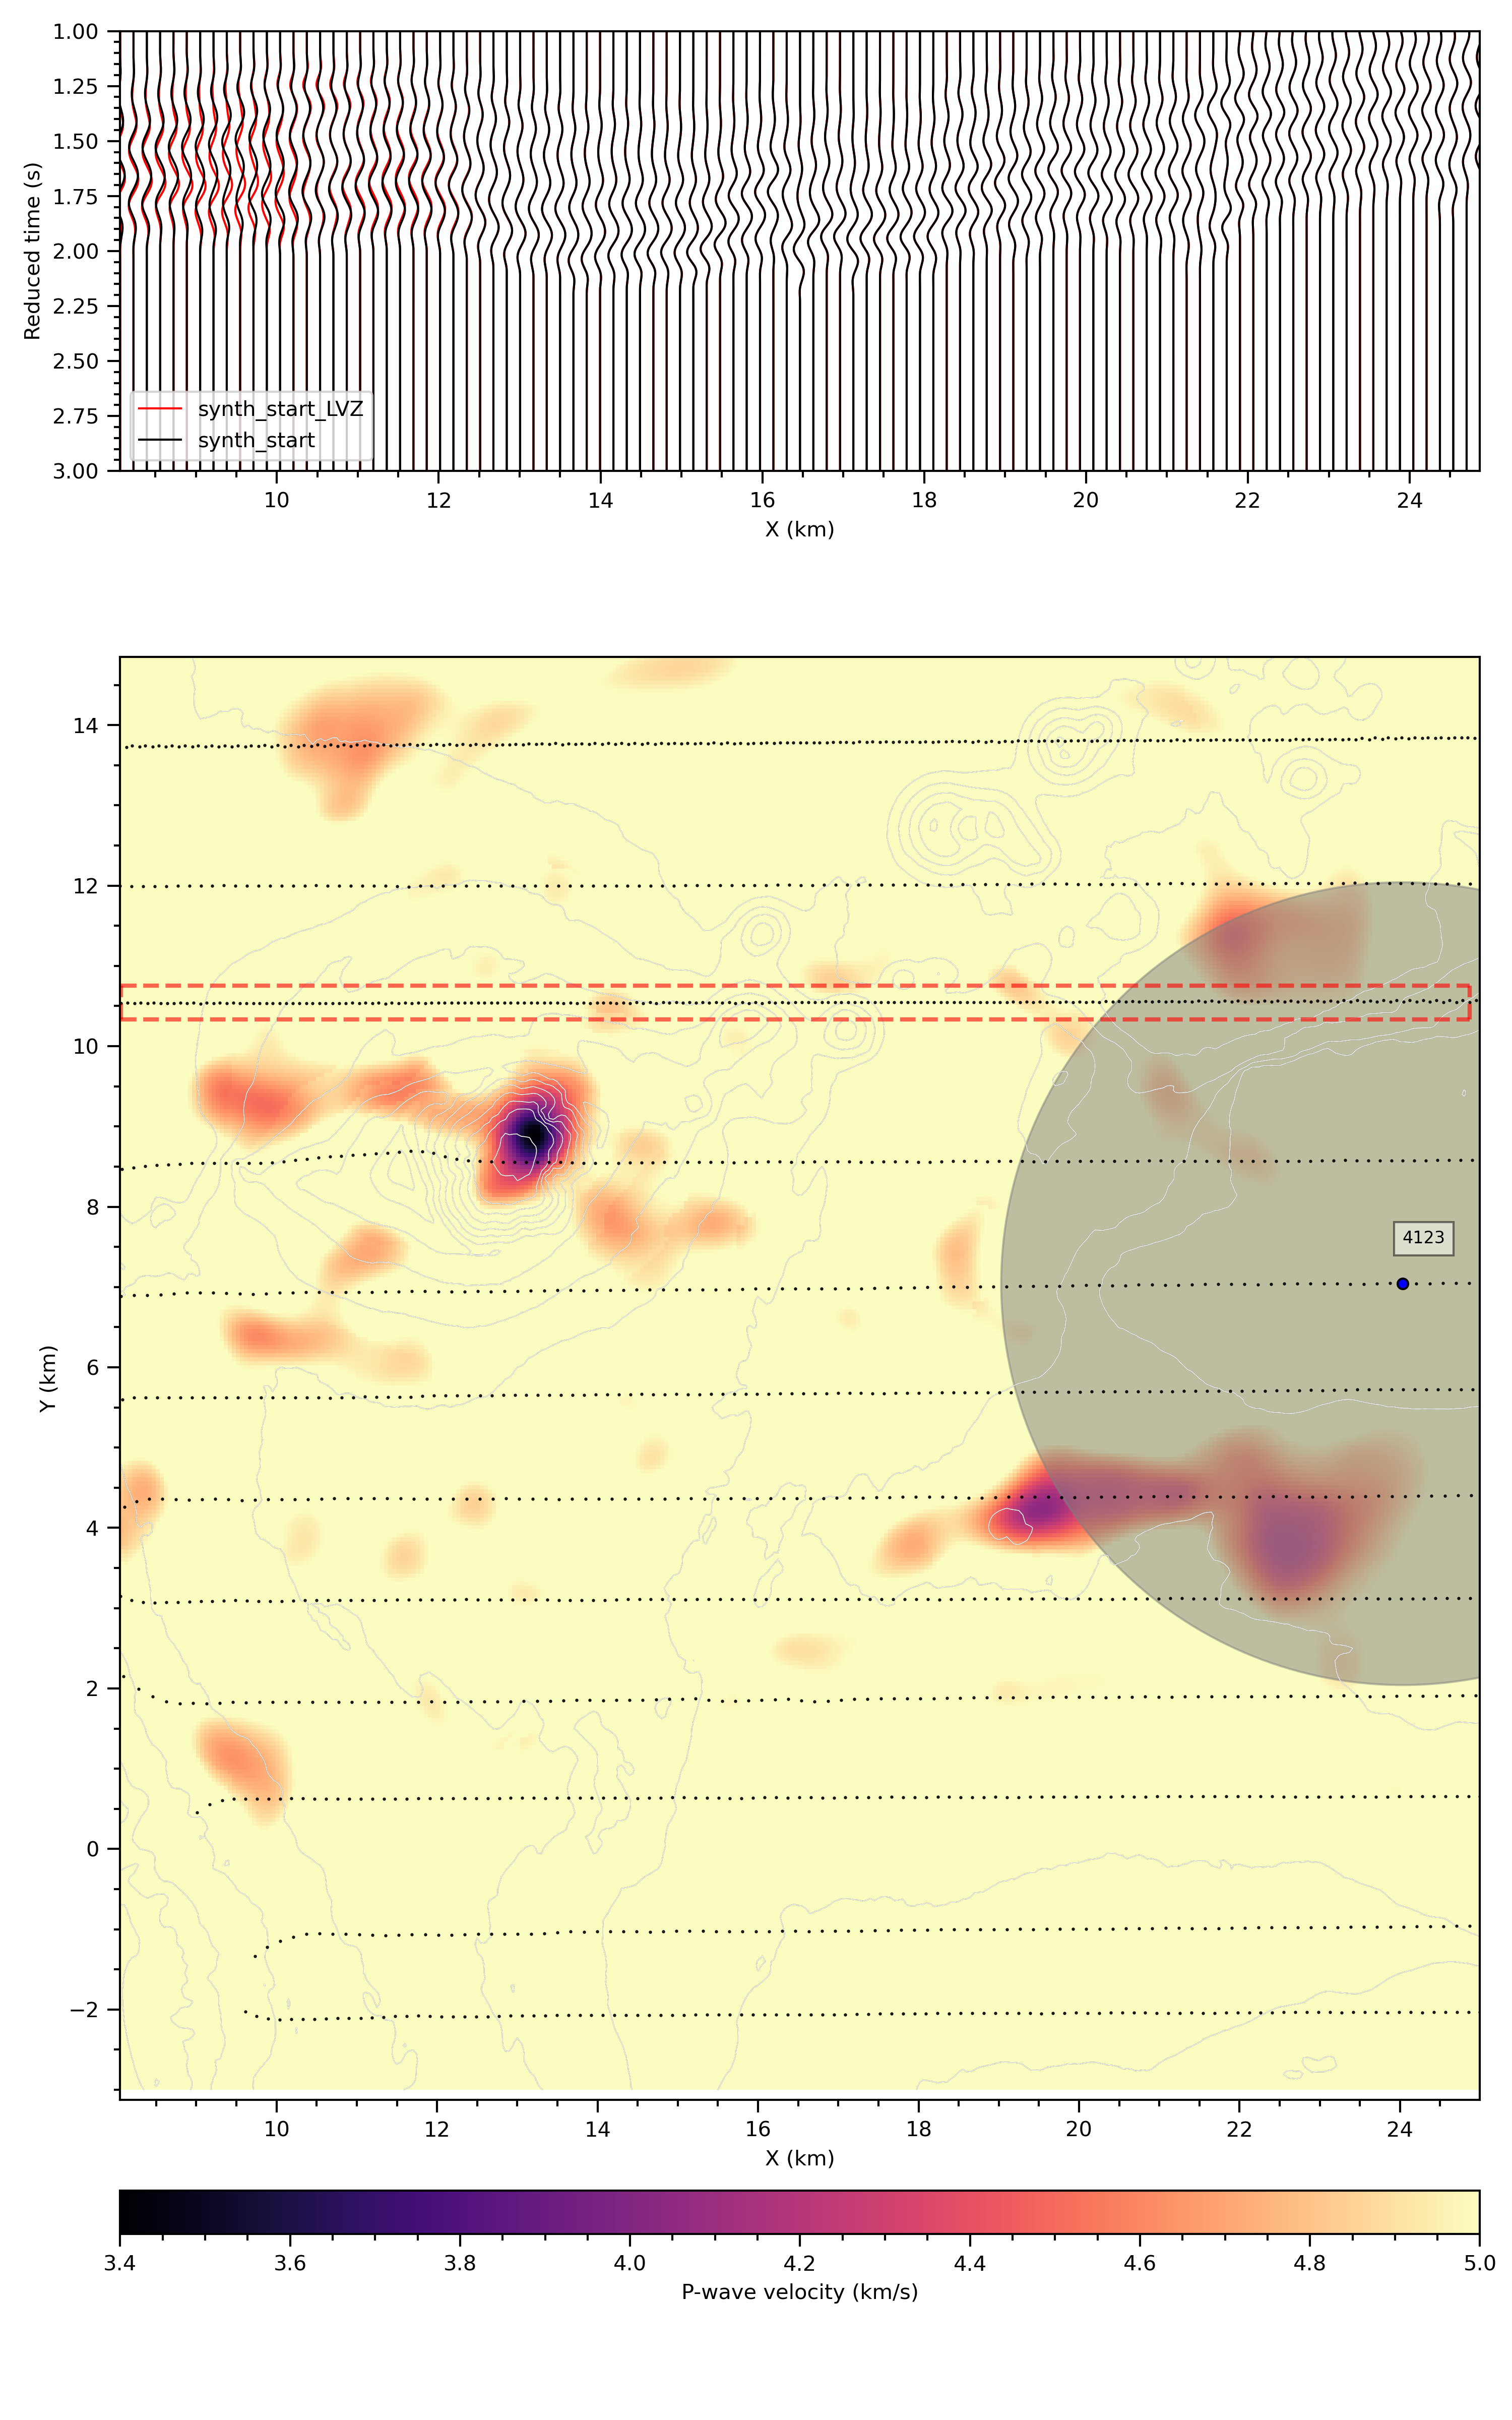 1.00
1.25
1.50
1.75
2.00
2.25
2.50
2.75
3.00
Reduced time (s)
synth_start_LVZ
synth_start
10 12 14 16 18 20 22 24
X (km)
14
12
10
8
6
4
2
0
−2
Y (km)
4123
10 12 14 16 18 20 22 24
X (km)
3.4 3.6 3.8 4.0 4.2 4.4 4.6 4.8 5.0
P-wave velocity (km/s)